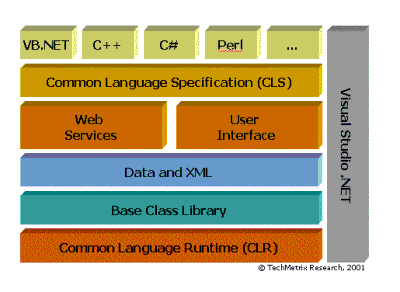 VB.NET C++ C# Perl ...
Common Language Specification (CLS)
Web
Services
User
Interface
Data and XML
Base Class Library
Common Language Runtime (CLR)
Visual Studio .NET
© TechMetrix Research, 2001